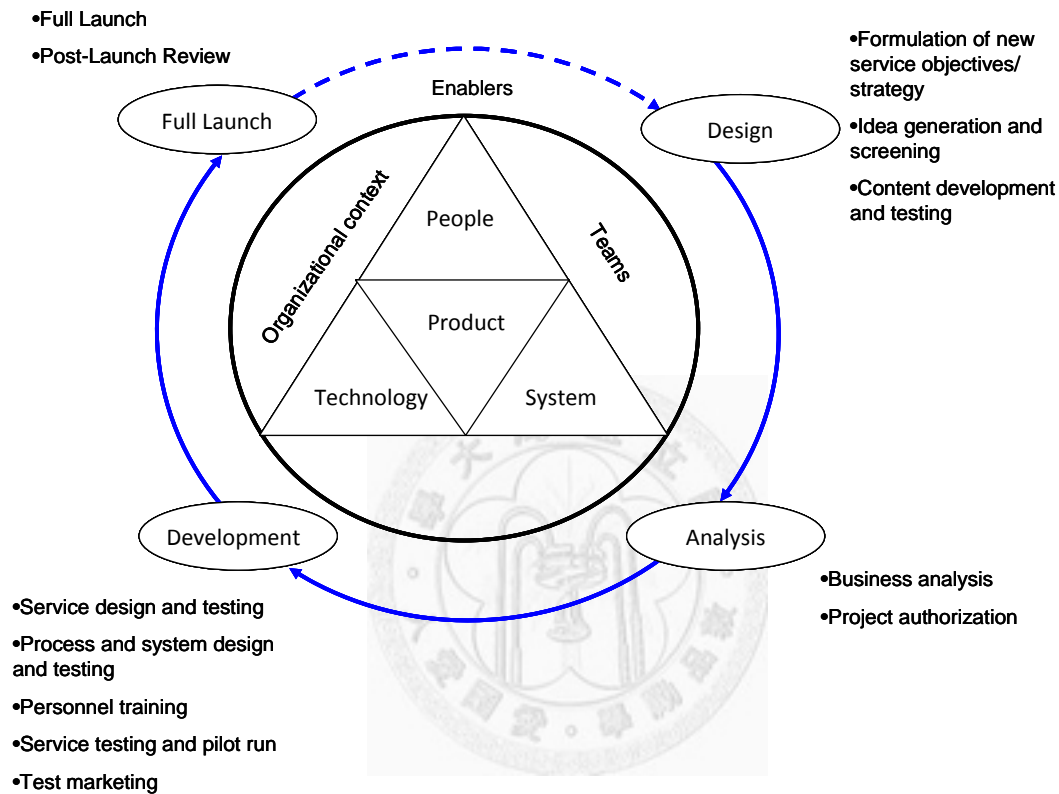 •Full Launch
•Post-Launch Review
Full Launch
Enablers
Design
•Formulation of new
service objectives/
strategy
•Idea generation and
screening
•Content development
and testing
Organizational context
People
Teams
Product
Technology
System
Development
Analysis
•Business analysis
•Project authorization
•Service design and testing
•Process and system design
and testing
•Personnel training
•Service testing and pilot run
•Test marketing